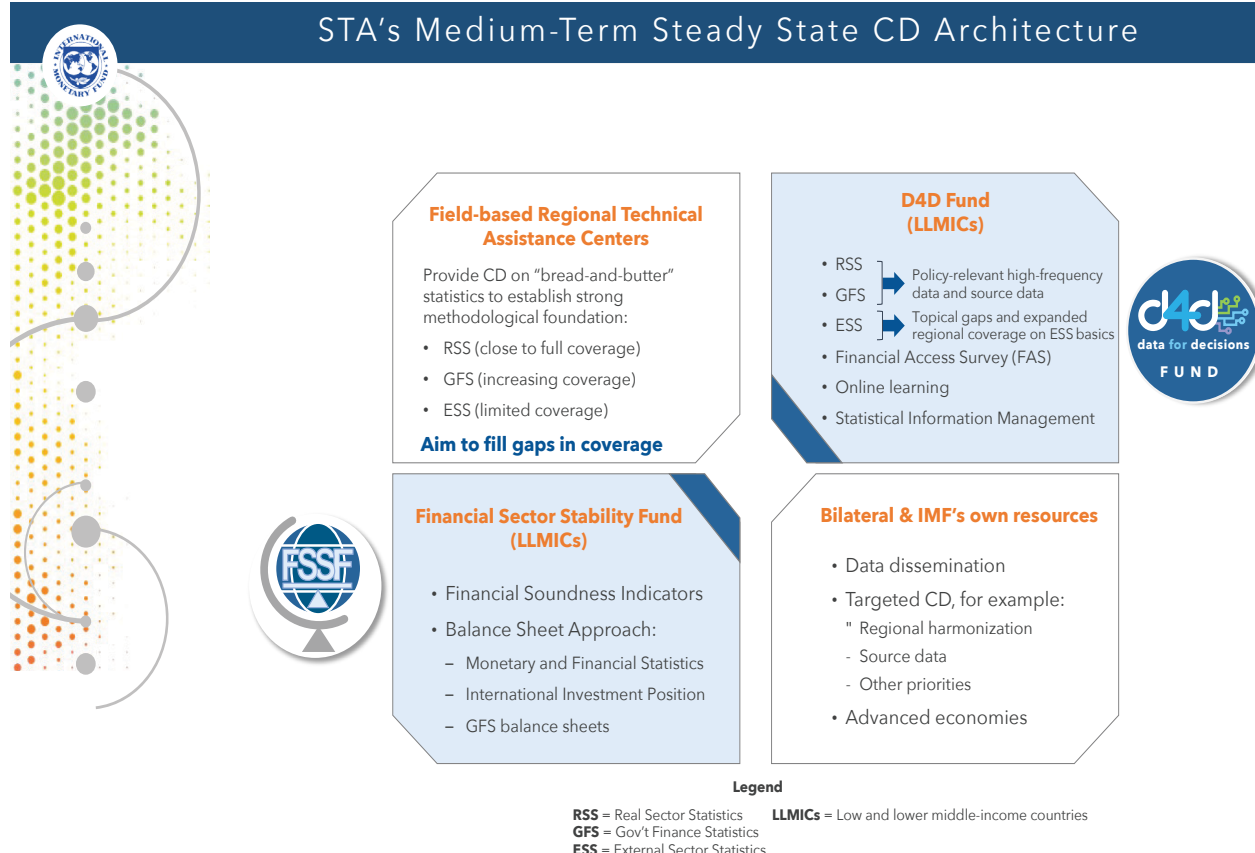 STA's Medium-Term Steady State CD Architecture
INTERNATIONAL MONETARY FUND
Field-based Regional Technical
Assistance Centers
Provide CD on "bread-and-butter"
statistics to establish strong
methodological foundation:
• RSS (close to full coverage)
• GFS (increasing coverage)
• ESS (limited coverage)
Aim to fill gaps in coverage
D4D Fund
(LLMICs)
• RSS
• GFS
Policy-relevant high-frequency
data and source data
• ESS
Topical gaps and expanded
regional coverage on ESS basics
• Financial Access Survey (FAS)
• Online learning
• Statistical Information Management
d4d
data for decisions
FUND
FSSF
Financial Sector Stability Fund
(LLMICs)
• Financial Soundness Indicators
• Balance Sheet Approach:
– Monetary and Financial Statistics
– International Investment Position
– GFS balance sheets
Bilateral & IMF's own resources
• Data dissemination
• Targeted CD, for example:
" Regional harmonization
- Source data
- Other priorities
• Advanced economies
Legend
RSS = Real Sector Statistics LLMICs = Low and lower middle-income countries
GFS = Gov't Finance Statistics
ESS = External Sector Statistics